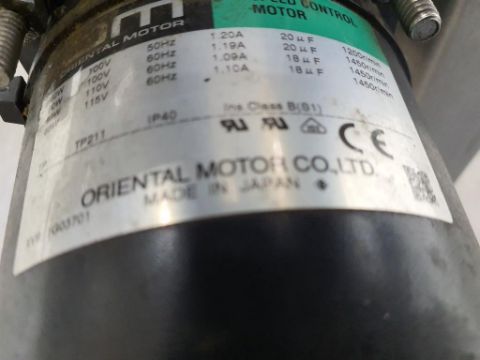 SPEED CONTROL
MOTOR
ORIENTAL MOTOR
100V 50Hz 1.20A 20μF 1200r/min
100V 60Hz 1.19A 20μF 1450r/min
110V 60Hz 1.09A 18μF 1450r/min
115V 60Hz 1.10A 18μF 1450r/min
TP211 IP40 Ins.Class B(S1)
CE
ORIENTAL MOTOR CO.,LTD.
MADE IN JAPAN